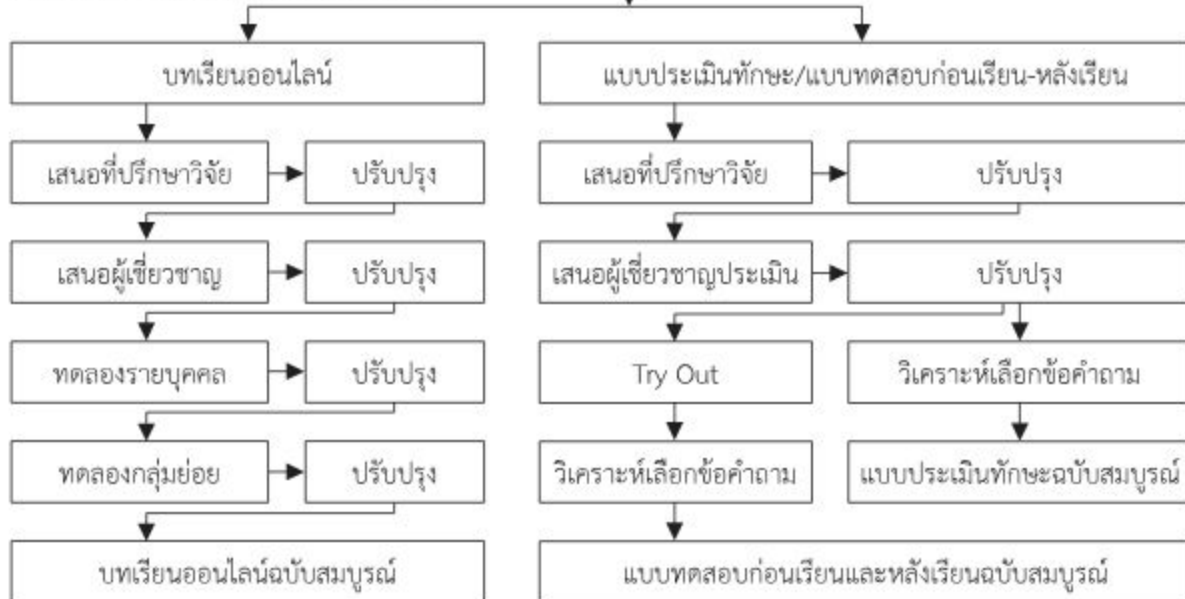 บทเรียนออนไลน์
แบบประเมินทักษะ/แบบทดสอบก่อนเรียน-หลังเรียน
เสนอที่ปรึกษาวิจัย
ปรับปรุง
เสนอที่ปรึกษาวิจัย
ปรับปรุง
เสนอผู้เชี่ยวชาญ
ปรับปรุง
เสนอผู้เชี่ยวชาญประเมิน
ปรับปรุง
ทดลองรายบุคคล
ปรับปรุง
Try Out
วิเคราะห์เลือกข้อคำถาม
ทดลองกลุ่มย่อย
ปรับปรุง
วิเคราะห์เลือกข้อคำถาม
แบบประเมินทักษะฉบับสมบูรณ์
บทเรียนออนไลน์ฉบับสมบูรณ์
แบบทดสอบก่อนเรียนและหลังเรียนฉบับสมบูรณ์